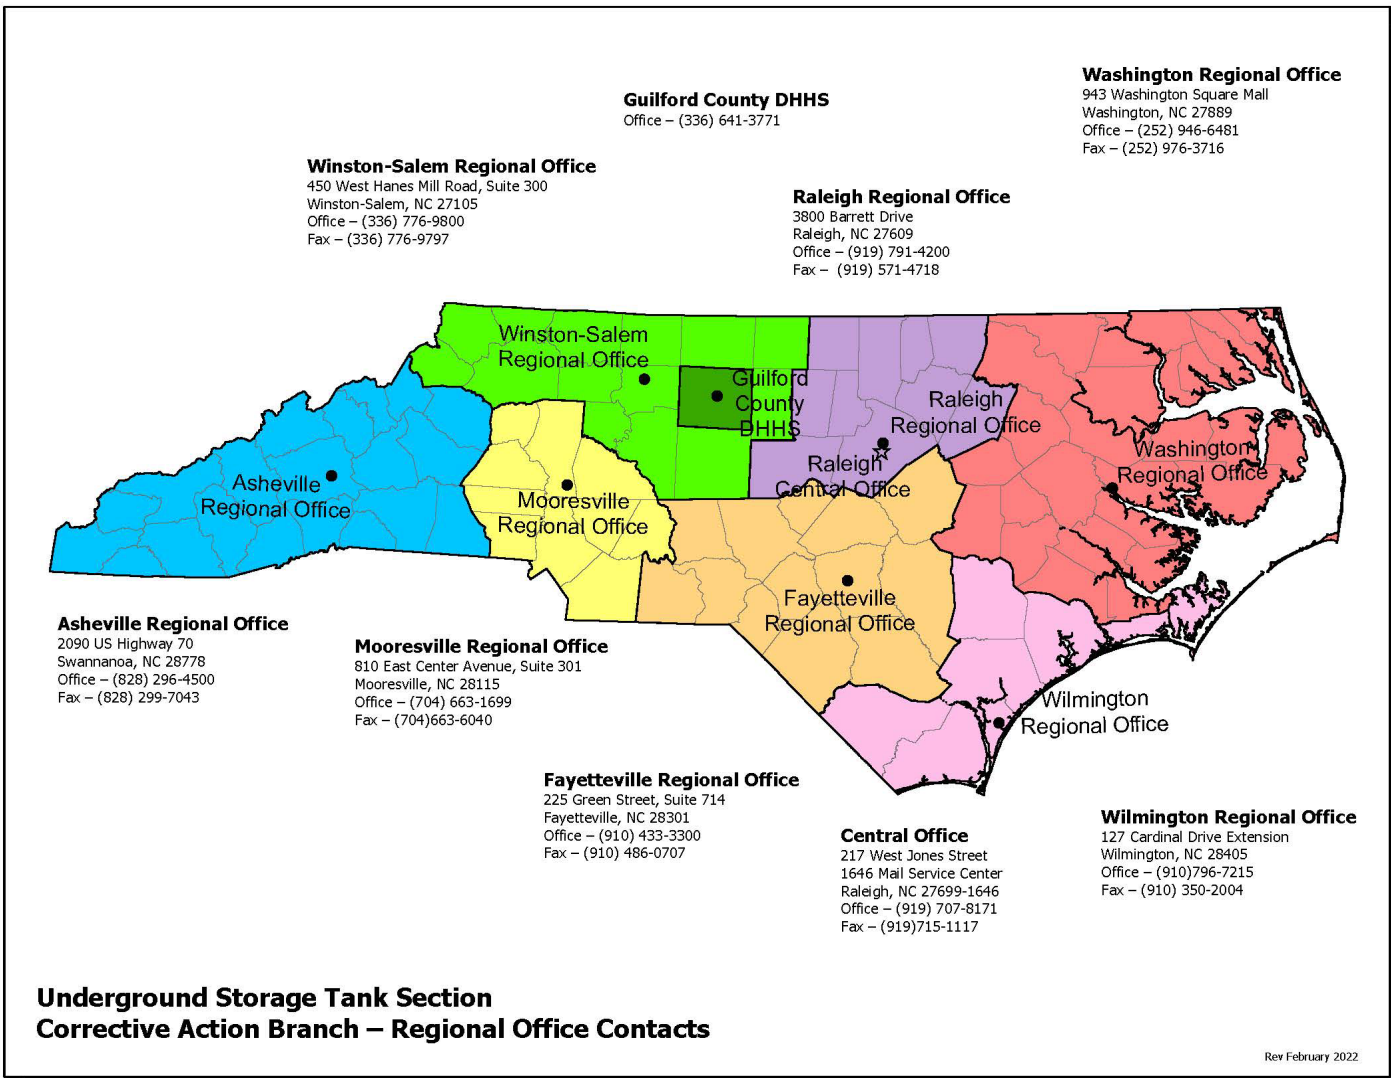 Washington Regional Office
943 Washington Square Mall
Washington, NC 27889
Office – (252) 946-6481
Fax – (252) 976-3716
Guilford County DHHS
Office – (336) 641-3771
Winston-Salem Regional Office
450 West Hanes Mill Road, Suite 300
Winston-Salem, NC 27105
Office – (336) 776-9800
Fax – (336) 776-9797
Raleigh Regional Office
3800 Barrett Drive
Raleigh, NC 27609
Office – (919) 791-4200
Fax – (919) 571-4718
Winston-Salem
Regional Office
Guilford
County
DHHS
Raleigh
Regional Office
Raleigh
Central Office
Washington
Regional Office
Asheville
Regional Office
Mooresville
Regional Office
Fayetteville
Regional Office
Wilmington
Regional Office
Asheville Regional Office
2090 US Highway 70
Swannanoa, NC 28778
Office – (828) 296-4500
Fax – (828) 299-7043
Mooresville Regional Office
810 East Center Avenue, Suite 301
Mooresville, NC 28115
Office – (704) 663-1699
Fax – (704)663-6040
Fayetteville Regional Office
225 Green Street, Suite 714
Fayetteville, NC 28301
Office – (910) 433-3300
Fax – (910) 486-0707
Central Office
217 West Jones Street
1646 Mail Service Center
Raleigh, NC 27699-1646
Office – (919) 707-8171
Fax – (919)715-1117
Wilmington Regional Office
127 Cardinal Drive Extension
Wilmington, NC 28405
Office – (910)796-7215
Fax – (910) 350-2004
Underground Storage Tank Section
Corrective Action Branch – Regional Office Contacts
Rev February 2022